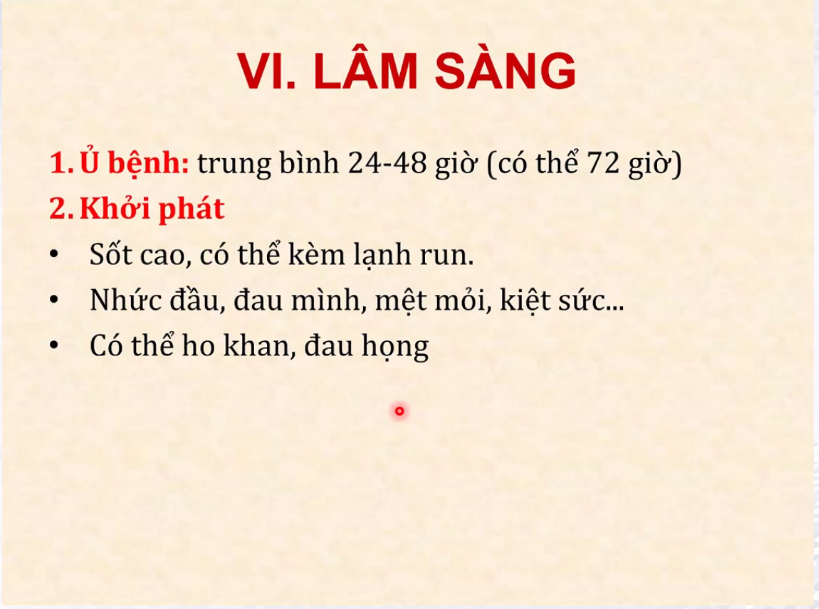 VI. LÂM SÀNG
1. Ủ bệnh: trung bình 24-48 giờ (có thể 72 giờ)
2. Khởi phát
• Sốt cao, có thể kèm lạnh run.
• Nhức đầu, đau mình, mệt mỏi, kiệt sức...
• Có thể ho khan, đau họng